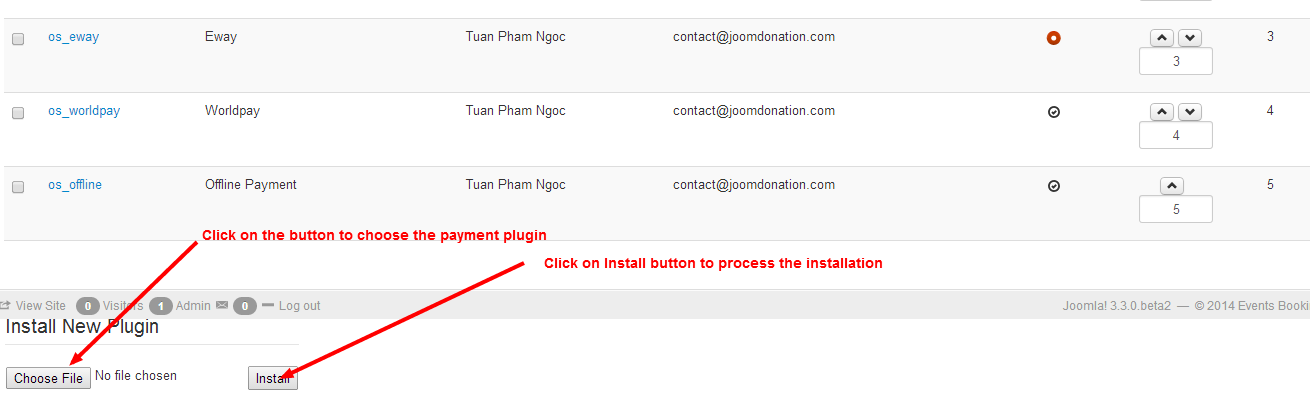 os_eway Eway Tuan Pham Ngoc contact@joomdonation.com 3
3
os_worldpay Worldpay Tuan Pham Ngoc contact@joomdonation.com 4
4
os_offline Offline Payment Tuan Pham Ngoc contact@joomdonation.com 5
5
Click on the button to choose the payment plugin
Click on Install button to process the installation
View Site 0 Visitors 1 Admin 0 Log out Joomla! 3.3.0.beta2 — © 2014 Events Booki
Install New Plugin
Choose File No file chosen Install